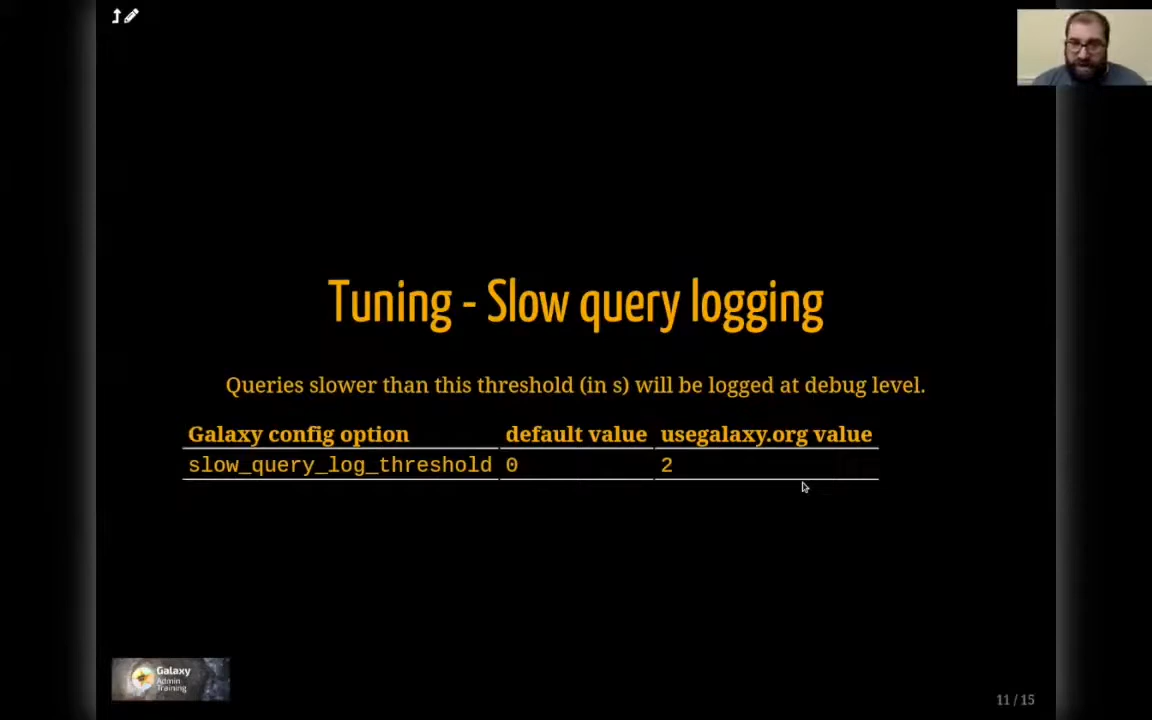 Tuning - Slow query logging
Queries slower than this threshold (in s) will be logged at debug level.
Galaxy config option default value usegalaxy.org value
slow_query_log_threshold 0 2
Galaxy
Admin
Training
11 / 15